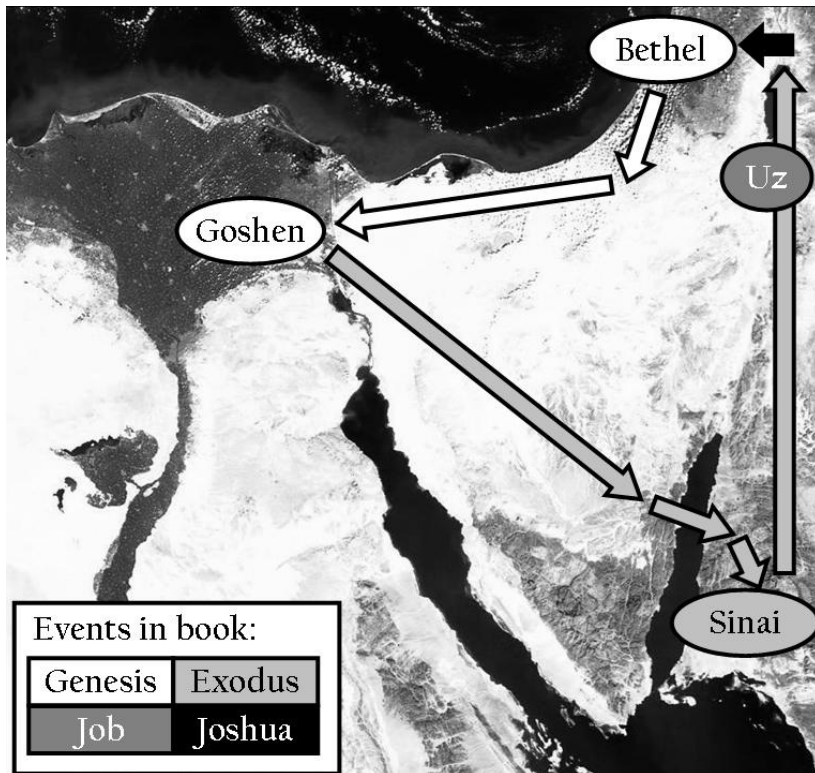 Bethel
Uz
Goshen
Sinai
Events in book:
Genesis Exodus
Job Joshua